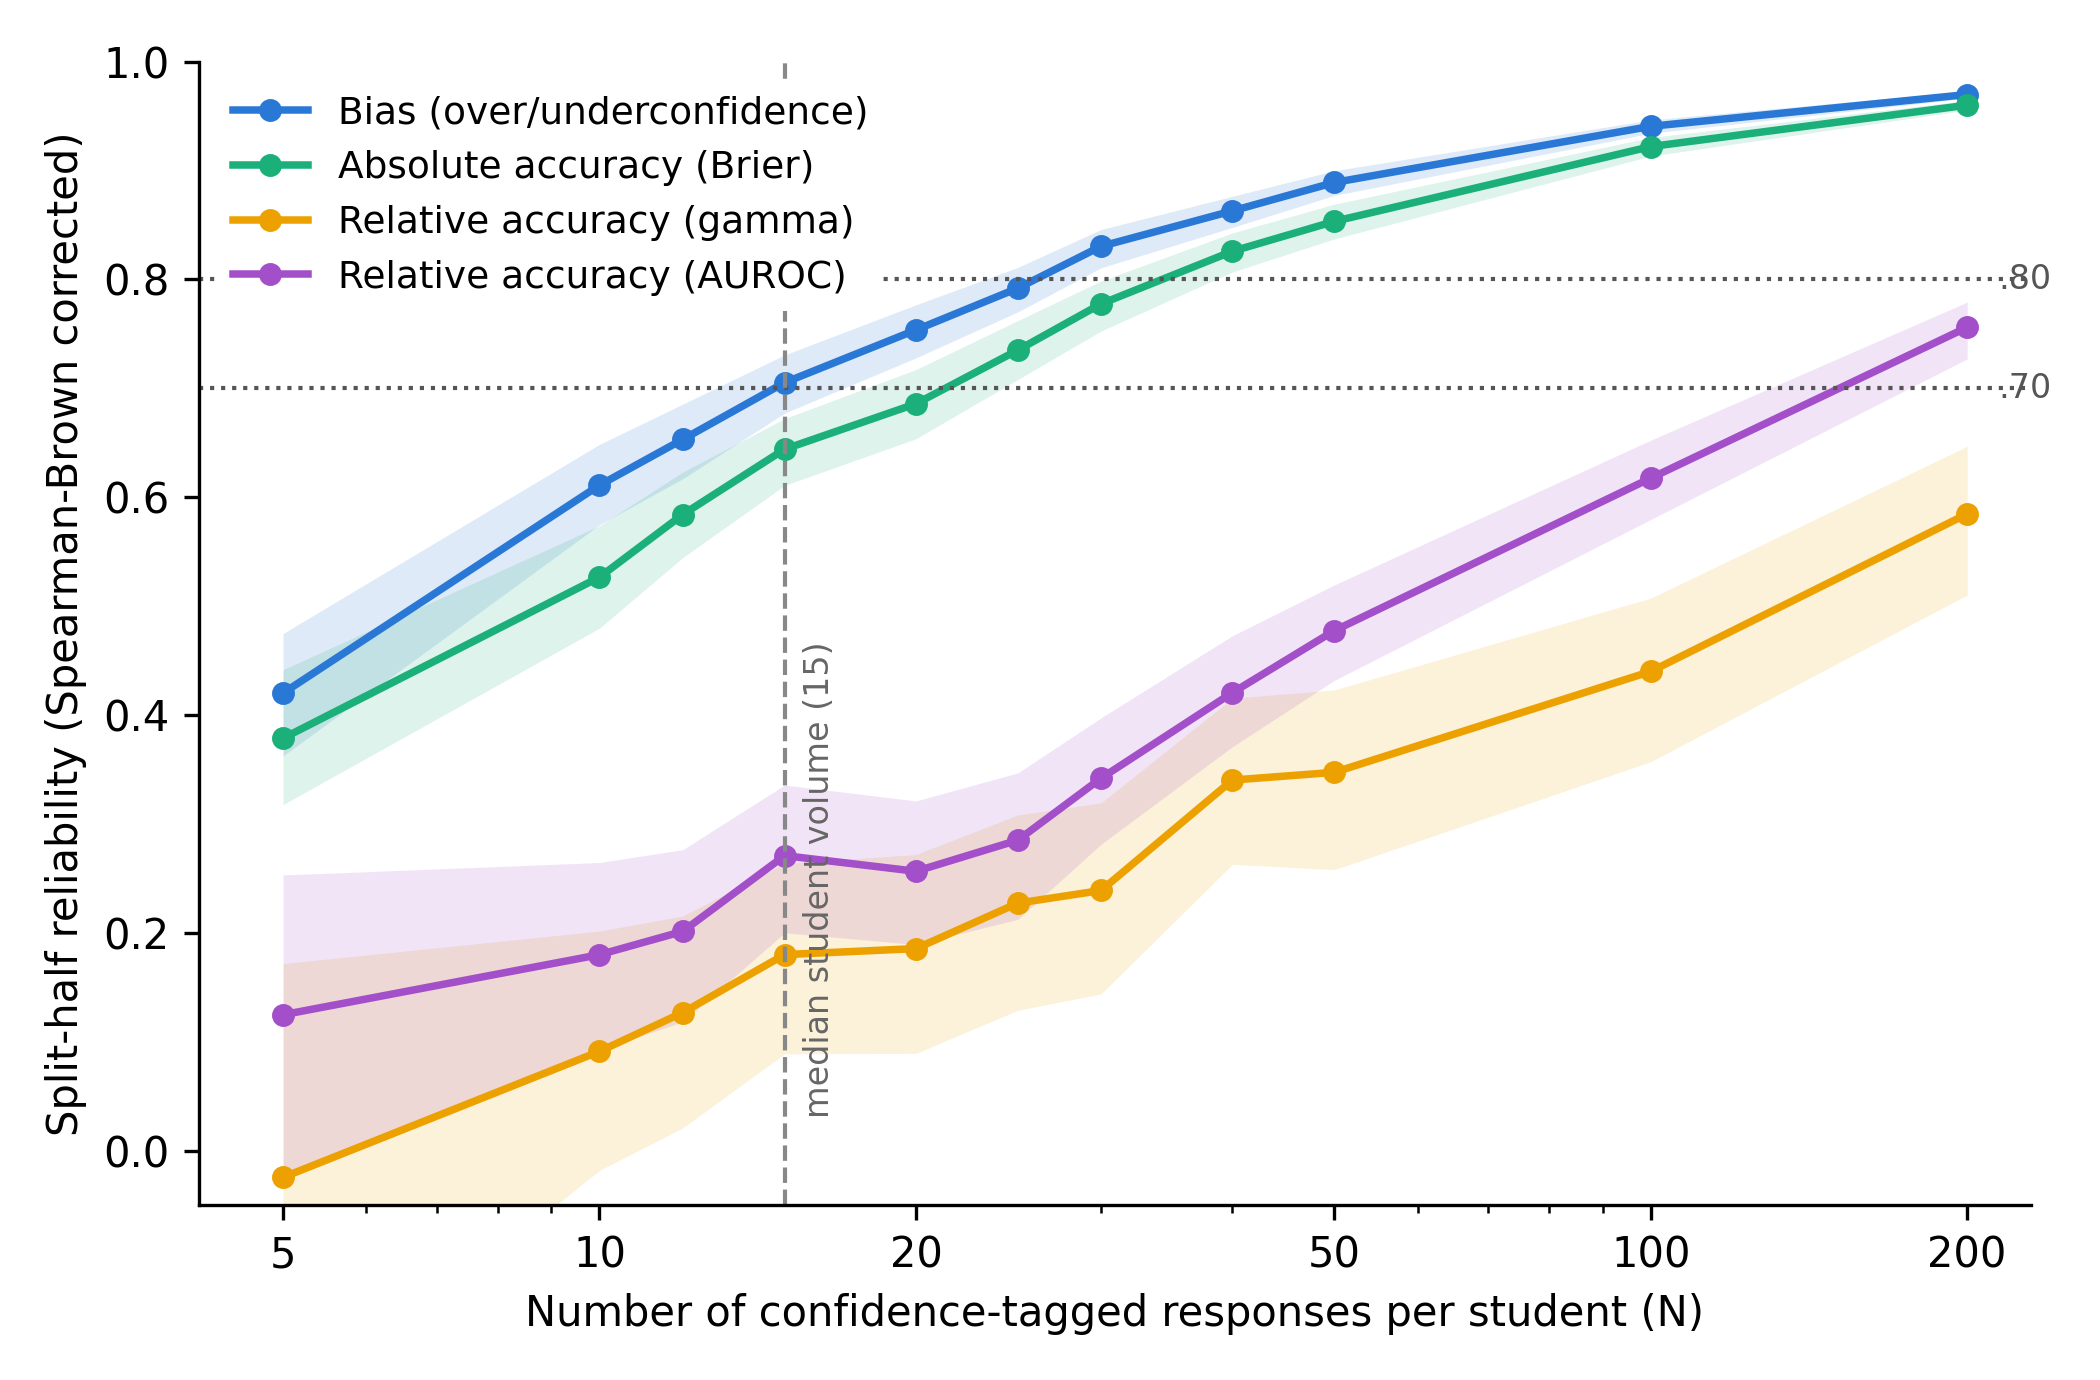 Split-half reliability (Spearman-Brown corrected)
1.0
0.8
0.6
0.4
0.2
0.0
Bias (over/underconfidence)
Absolute accuracy (Brier)
Relative accuracy (gamma)
Relative accuracy (AUROC)
.80
.70
median student volume (15)
5 10 20 50 100 200
Number of confidence-tagged responses per student (N)